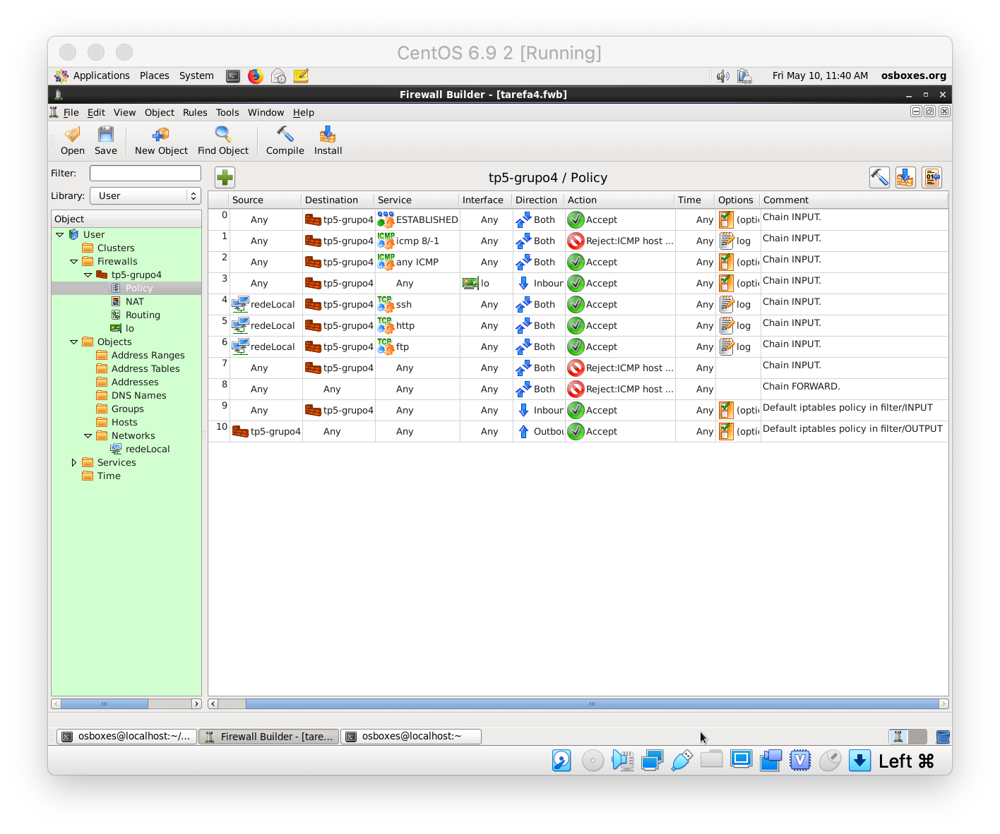 CentOS 6.9 2 [Running]
Applications Places System Fri May 10, 11:40 AM osboxes.org
Firewall Builder - [tarefa4.fwb]
File Edit View Object Rules Tools Window Help
Open Save New Object Find Object Compile Install
Filter:
Library: User
Object
User
Clusters
Firewalls
tp5-grupo4
Policy
NAT
Routing
lo
Objects
Address Ranges
Address Tables
Addresses
DNS Names
Groups
Hosts
Networks
redeLocal
Services
Time
tp5-grupo4 / Policy
Source Destination Service Interface Direction Action Time Options Comment
0 Any tp5-grupo4 ESTABLISHED Any Both Accept Any (opti Chain INPUT.
1 Any tp5-grupo4 ICMP icmp 8/-1 Any Both Reject:ICMP host ... Any log Chain INPUT.
2 Any tp5-grupo4 ICMP any ICMP Any Both Accept Any (opti Chain INPUT.
3 Any tp5-grupo4 Any lo Inbour Accept Any (opti Chain INPUT.
4 redeLocal tp5-grupo4 TCP ssh Any Both Accept Any log Chain INPUT.
5 redeLocal tp5-grupo4 TCP http Any Both Accept Any log Chain INPUT.
6 redeLocal tp5-grupo4 TCP ftp Any Both Accept Any log Chain INPUT.
7 Any tp5-grupo4 Any Any Both Reject:ICMP host ... Any Chain INPUT.
8 Any Any Any Any Both Reject:ICMP host ... Any Chain FORWARD.
9 Any tp5-grupo4 Any Any Inbour Accept Any (opti Default iptables policy in filter/INPUT
10 tp5-grupo4 Any Any Any Outbou Accept Any (opti Default iptables policy in filter/OUTPUT
osboxes@localhost:~/... Firewall Builder - [tare... osboxes@localhost:~
Left ⌘